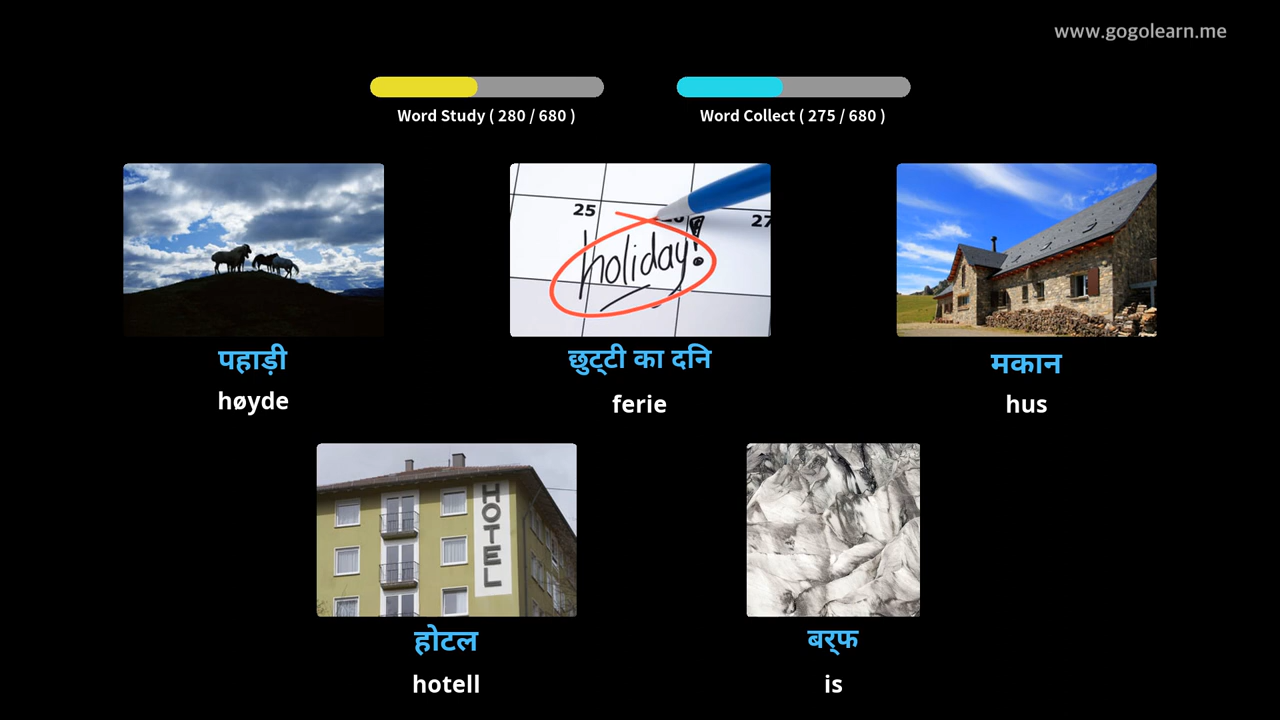 www.gogolearn.me
Word Study ( 280 / 680 )
Word Collect ( 275 / 680 )
25
27
holiday!
पहाड़ी
छुट्टी का दनि
मकान
høyde
ferie
hus
HOTEL
होटल
बर्फ
hotell
is